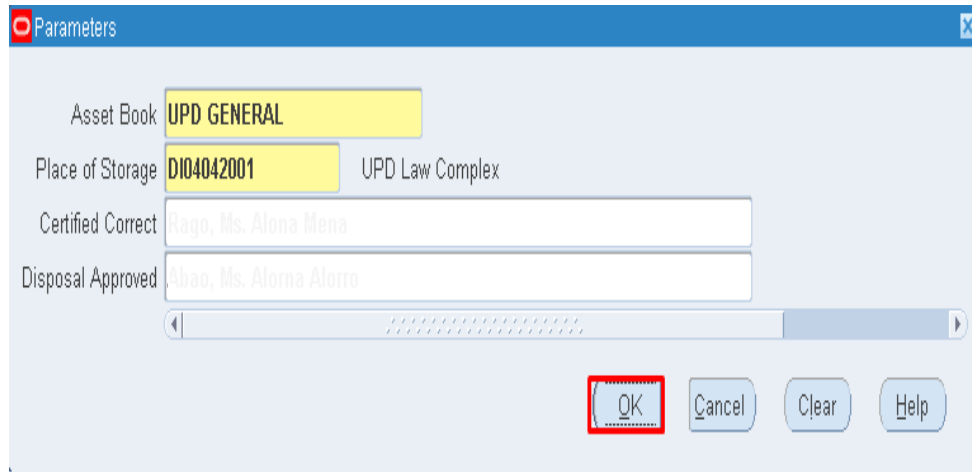 Parameters
Asset Book UPD GENERAL
Place of Storage DI04042001 UPD Law Complex
Certified Correct Rago, Ms. Alona Mena
Disposal Approved Abao, Ms. Alorna Alorro
OK Cancel Clear Help